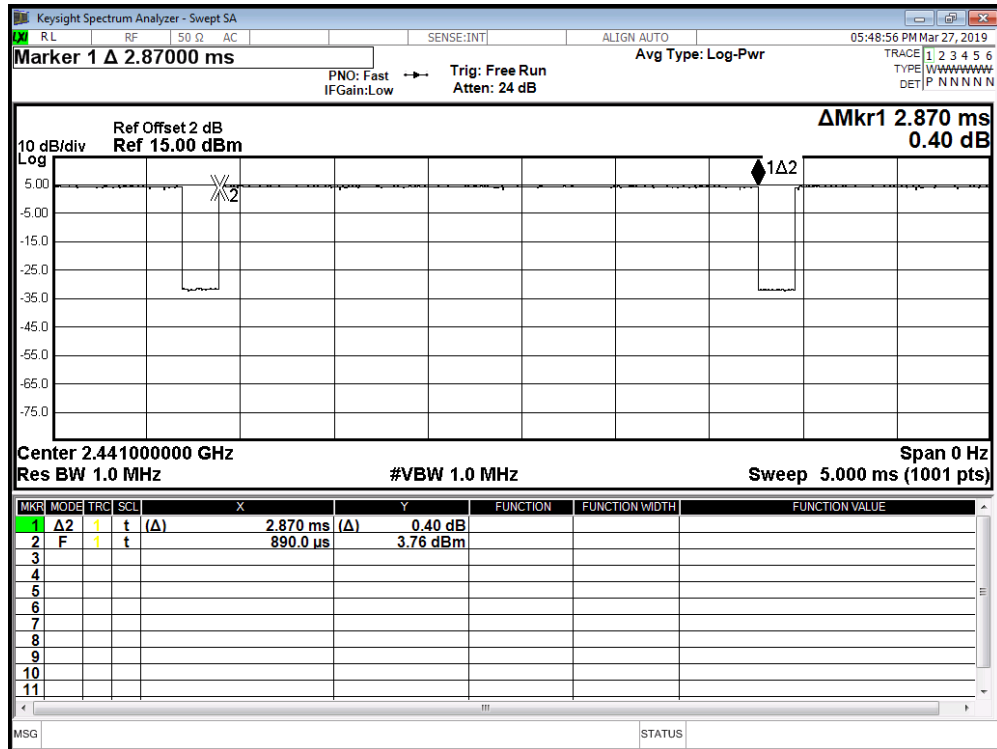 Keysight Spectrum Analyzer - Swept SA
LXI RL RF 50 Ω AC SENSE:INT ALIGN AUTO 05:48:56 PM Mar 27, 2019
Marker 1 Δ 2.87000 ms
PNO: Fast
IFGain:Low
Trig: Free Run
Atten: 24 dB
Avg Type: Log-Pwr
TRACE 1 2 3 4 5 6
TYPE WWWWWW
DET P N N N N N
ΔMkr1 2.870 ms
0.40 dB
Ref Offset 2 dB
10 dB/div Ref 15.00 dBm
Log
1Δ2
5.00
2
-5.00
-15.0
-25.0
-35.0
-45.0
-55.0
-65.0
-75.0
Center 2.441000000 GHz Span 0 Hz
Res BW 1.0 MHz #VBW 1.0 MHz Sweep 5.000 ms (1001 pts)
MKR MODE TRC SCL X Y FUNCTION FUNCTION WIDTH FUNCTION VALUE
1 Δ2 1 t (Δ) 2.870 ms (Δ) 0.40 dB
2 F 1 t 890.0 µs 3.76 dBm
3
4
5
6
7
8
9
10
11
MSG STATUS